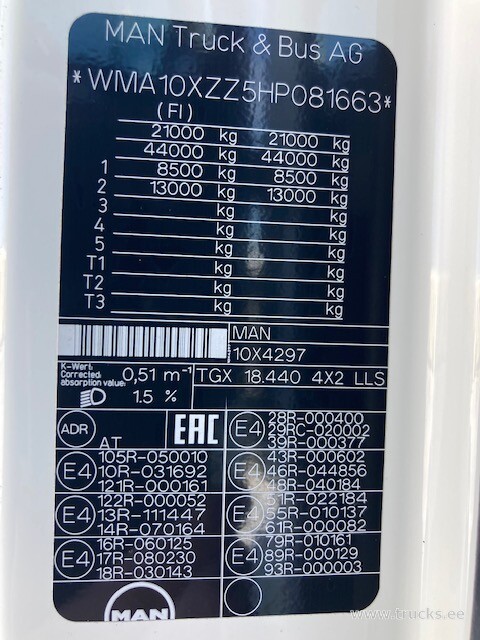 MAN Truck & Bus AG
*WMA10XZZ5HP081663*
(FI)
21000 kg 21000 kg
44000 kg 44000 kg
1 8500 kg 8500 kg
2 13000 kg 13000 kg
3 kg kg
4 kg kg
5 kg kg
T1 kg kg
T2 kg kg
T3 kg kg
MAN
10X4297
K-Wert:
Corrected
absorption value: 0,51 m⁻¹ TGX 18.440 4X2 LLS
1.5 %
ADR AT EAC
E4 28R-000400
29RC-020002
39R-000377
E4 105R-050010
10R-031692
121R-000161
E4 43R-000602
46R-044856
48R-040184
E4 122R-000052
13R-111447
14R-070164
E4 51R-022184
55R-010137
61R-000082
E4 16R-060125
17R-080230
18R-030143
E4 79R-010161
89R-000129
93R-000003
MAN
www.trucks.ee